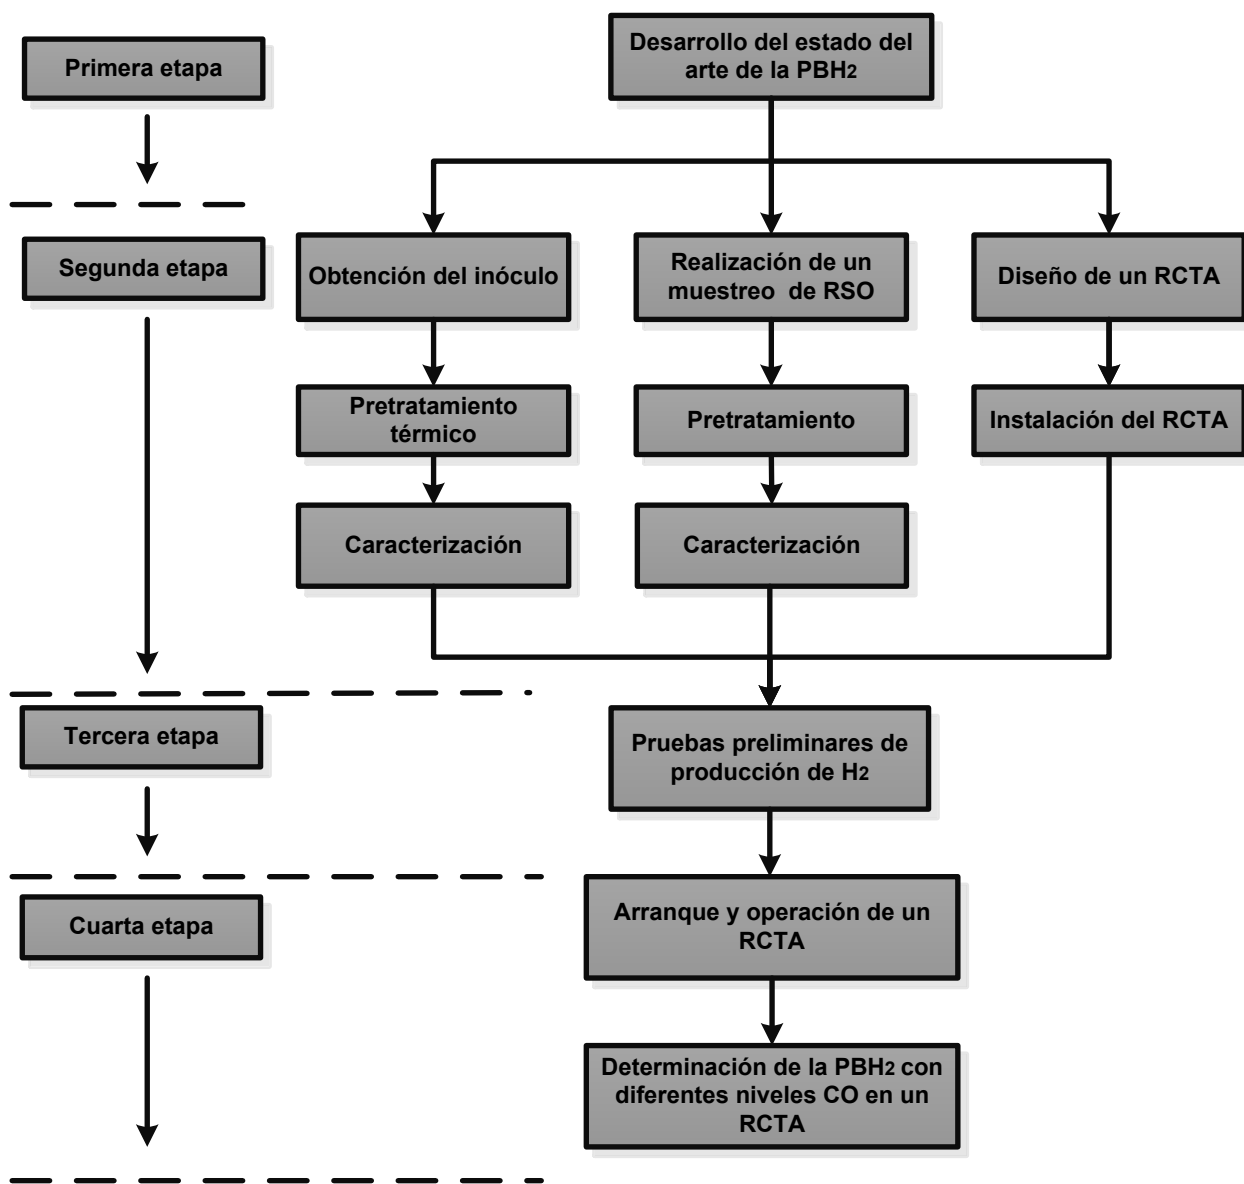 Primera etapa
Desarrollo del estado del
arte de la PBH2
Segunda etapa
Obtención del inóculo
Realización de un
muestreo de RSO
Diseño de un RCTA
Pretratamiento
térmico
Pretratamiento
Instalación del RCTA
Caracterización
Caracterización
Tercera etapa
Pruebas preliminares de
producción de H2
Cuarta etapa
Arranque y operación de un
RCTA
Determinación de la PBH2 con
diferentes niveles CO en un
RCTA